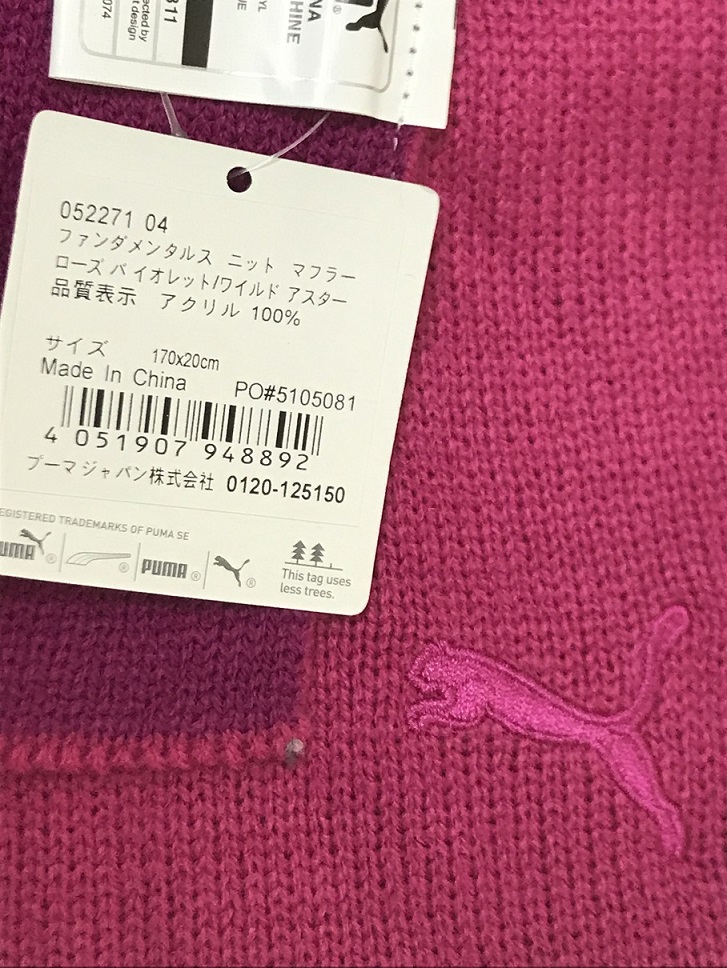 311
052271 04
ファンダメンタルス ニット マフラー
ローズ バイオレット/ワイルド アスター
品質表示 アクリル 100%
サイズ 170x20cm
Made In China PO#5105081
4 051907 948892
プーマジャパン株式会社 0120-125150
TRADEMARKS OF PUMA SE
PUMA ®
This tag uses
less trees.